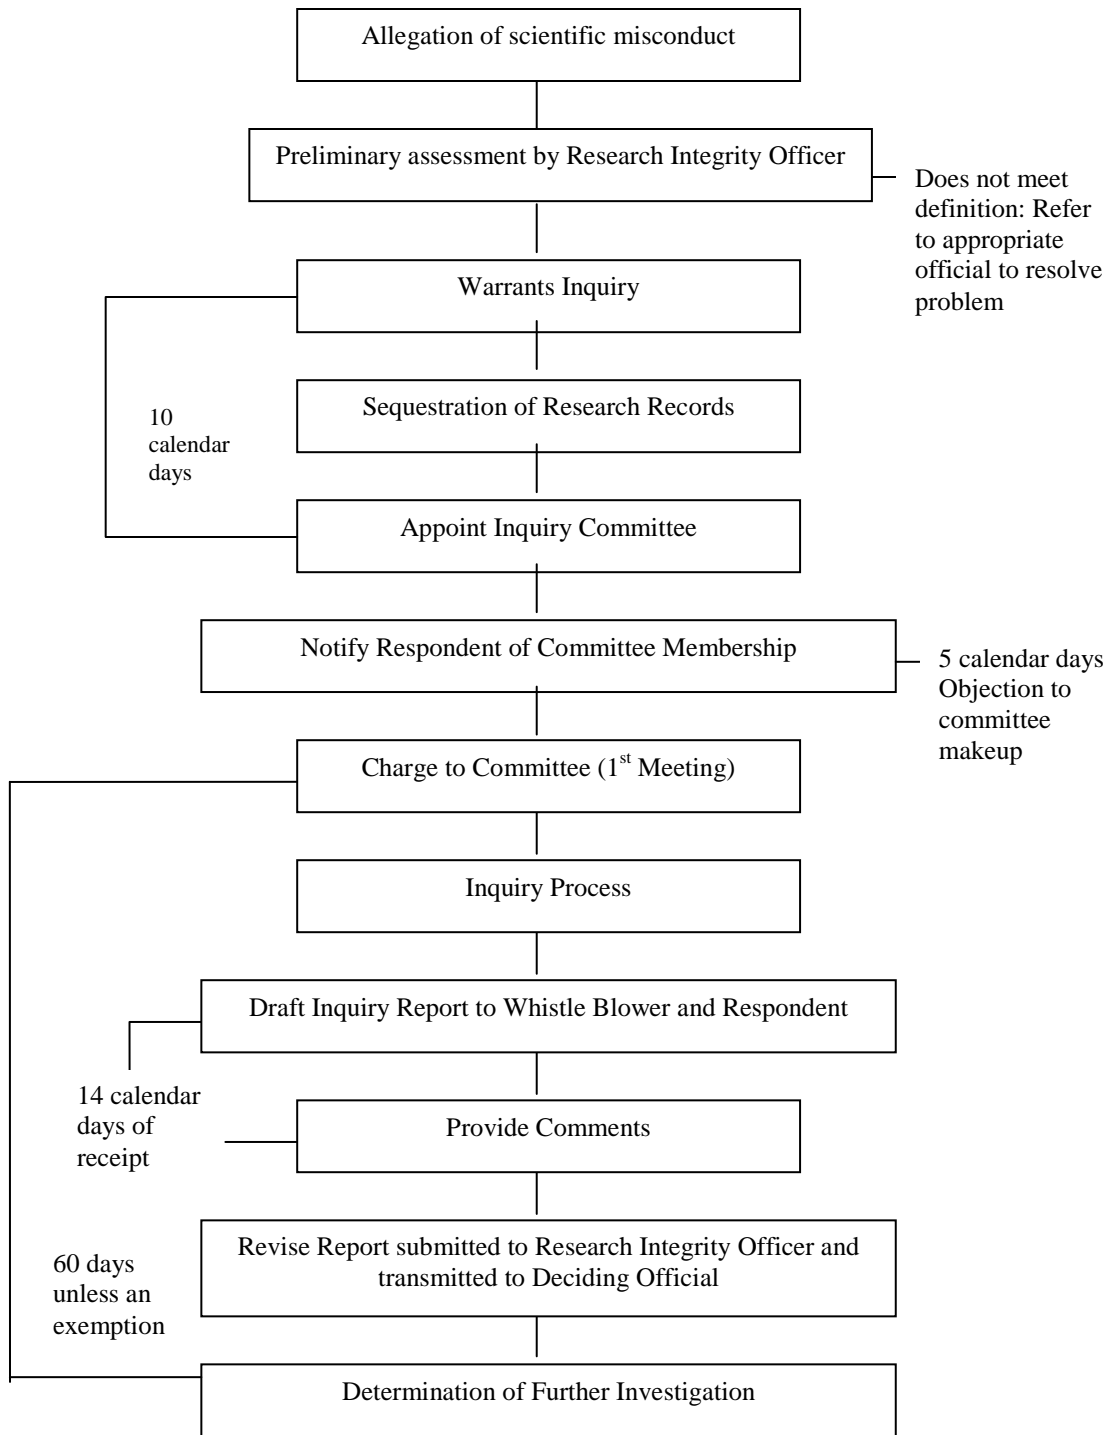 Allegation of scientific misconduct
Preliminary assessment by Research Integrity Officer
Does not meet
definition: Refer
to appropriate
official to resolve
problem
Warrants Inquiry
Sequestration of Research Records
10
calendar
days
Appoint Inquiry Committee
Notify Respondent of Committee Membership
5 calendar days
Objection to
committee
makeup
Charge to Committee (1st Meeting)
Inquiry Process
Draft Inquiry Report to Whistle Blower and Respondent
14 calendar
days of
receipt
Provide Comments
Revise Report submitted to Research Integrity Officer and
transmitted to Deciding Official
60 days
unless an
exemption
Determination of Further Investigation